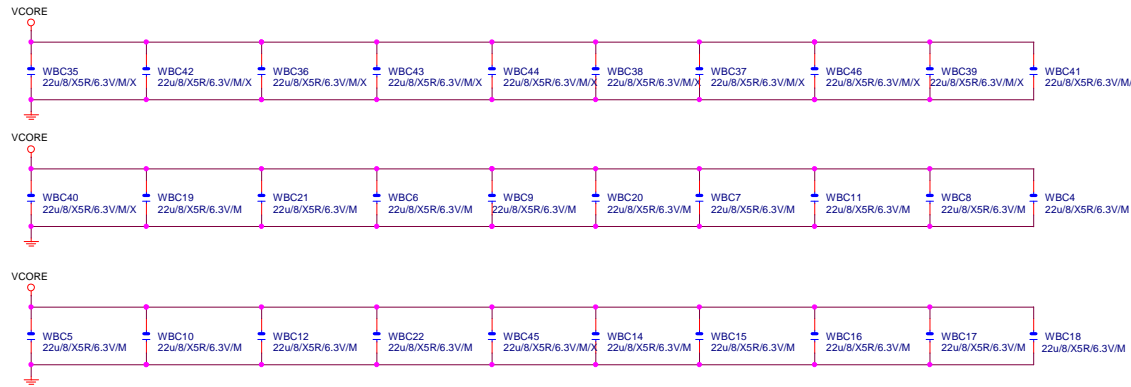 VCORE
WBC35 WBC42 WBC36 WBC43 WBC44 WBC38 WBC37 WBC46 WBC39 WBC41
22u/8/X5R/6.3V/M/X 22u/8/X5R/6.3V/M/X 22u/8/X5R/6.3V/M/X 22u/8/X5R/6.3V/M/X 22u/8/X5R/6.3V/M/X 22u/8/X5R/6.3V/M/X 22u/8/X5R/6.3V/M/X 22u/8/X5R/6.3V/M/X 22u/8/X5R/6.3V/M/X 22u/8/X5R/6.3V/M/
VCORE
WBC40 WBC19 WBC21 WBC6 WBC9 WBC20 WBC7 WBC11 WBC8 WBC4
22u/8/X5R/6.3V/M/X 22u/8/X5R/6.3V/M 22u/8/X5R/6.3V/M 22u/8/X5R/6.3V/M 22u/8/X5R/6.3V/M 22u/8/X5R/6.3V/M 22u/8/X5R/6.3V/M 22u/8/X5R/6.3V/M 22u/8/X5R/6.3V/M 22u/8/X5R/6.3V/M
VCORE
WBC5 WBC10 WBC12 WBC22 WBC45 WBC14 WBC15 WBC16 WBC17 WBC18
22u/8/X5R/6.3V/M 22u/8/X5R/6.3V/M 22u/8/X5R/6.3V/M 22u/8/X5R/6.3V/M 22u/8/X5R/6.3V/M/X 22u/8/X5R/6.3V/M 22u/8/X5R/6.3V/M 22u/8/X5R/6.3V/M 22u/8/X5R/6.3V/M 22u/8/X5R/6.3V/M